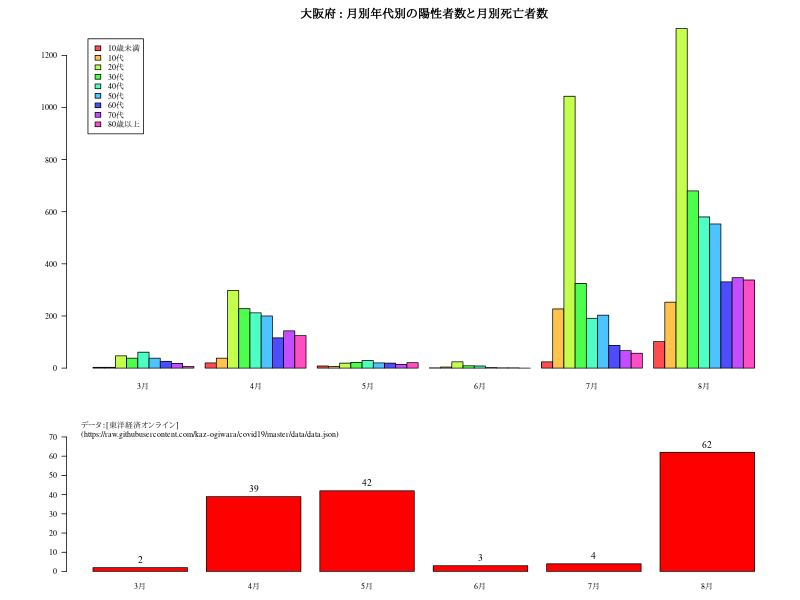 大阪府 : 月別年代別の陽性者数と月別死亡者数
1200
1000
800
600
400
200
0
10歳未満
10代
20代
30代
40代
50代
60代
70代
80歳以上
3月 4月 5月 6月 7月 8月
データ:[東洋経済オンライン]
(https://raw.githubusercontent.com/kaz-ogiwara/covid19/master/data/data.json)
70
60
50
40
30
20
10
0
2 39 42 3 4 62
3月 4月 5月 6月 7月 8月